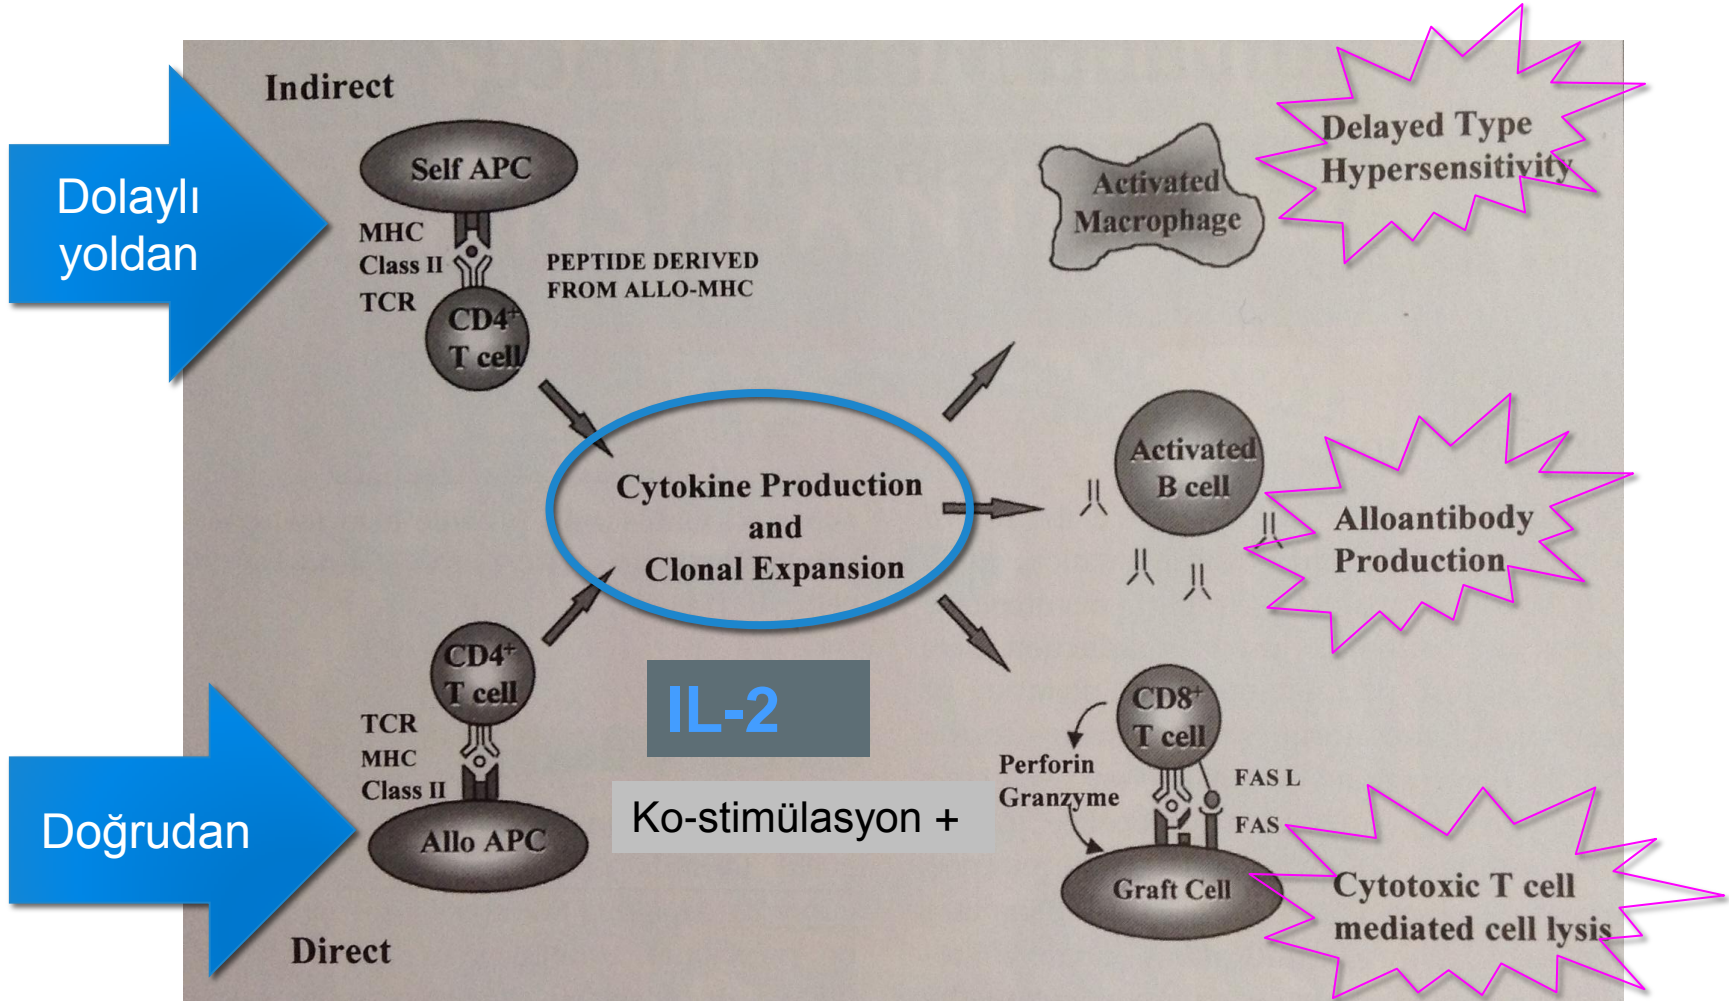 Indirect
Dolaylı
yoldan
Self APC
MHC
Class II
TCR
PEPTIDE DERIVED
FROM ALLO-MHC
CD4+
T cell
Activated
Macrophage
Delayed Type
Hypersensitivity
Cytokine Production
and
Clonal Expansion
Activated
B cell
Alloantibody
Production
IL-2
Ko-stimülasyon +
CD4+
T cell
TCR
MHC
Class II
Allo APC
Doğrudan
Direct
CD8+
T cell
Perforin
Granzyme
FAS L
FAS
Graft Cell
Cytotoxic T cell
mediated cell lysis